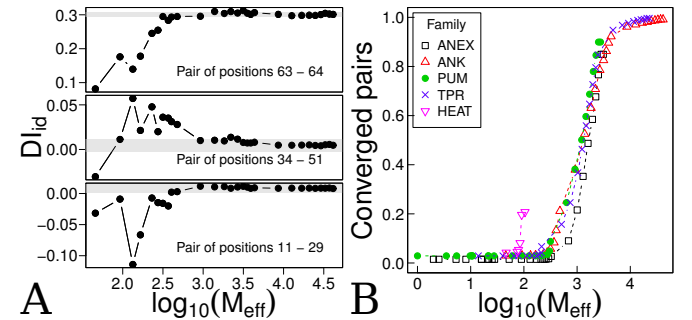 0.3
0.2
0.1
Pair of positions 63 – 64
0.05
0.00
Pair of positions 34 – 51
0.00
−0.05
−0.10
Pair of positions 11 – 29
DI_id
2.0 2.5 3.0 3.5 4.0 4.5
log10(Meff)
A
1.0
0.8
0.6
0.4
0.2
0.0
Converged pairs
Family
ANEX
ANK
PUM
TPR
HEAT
0 1 2 3 4
log10(Meff)
B